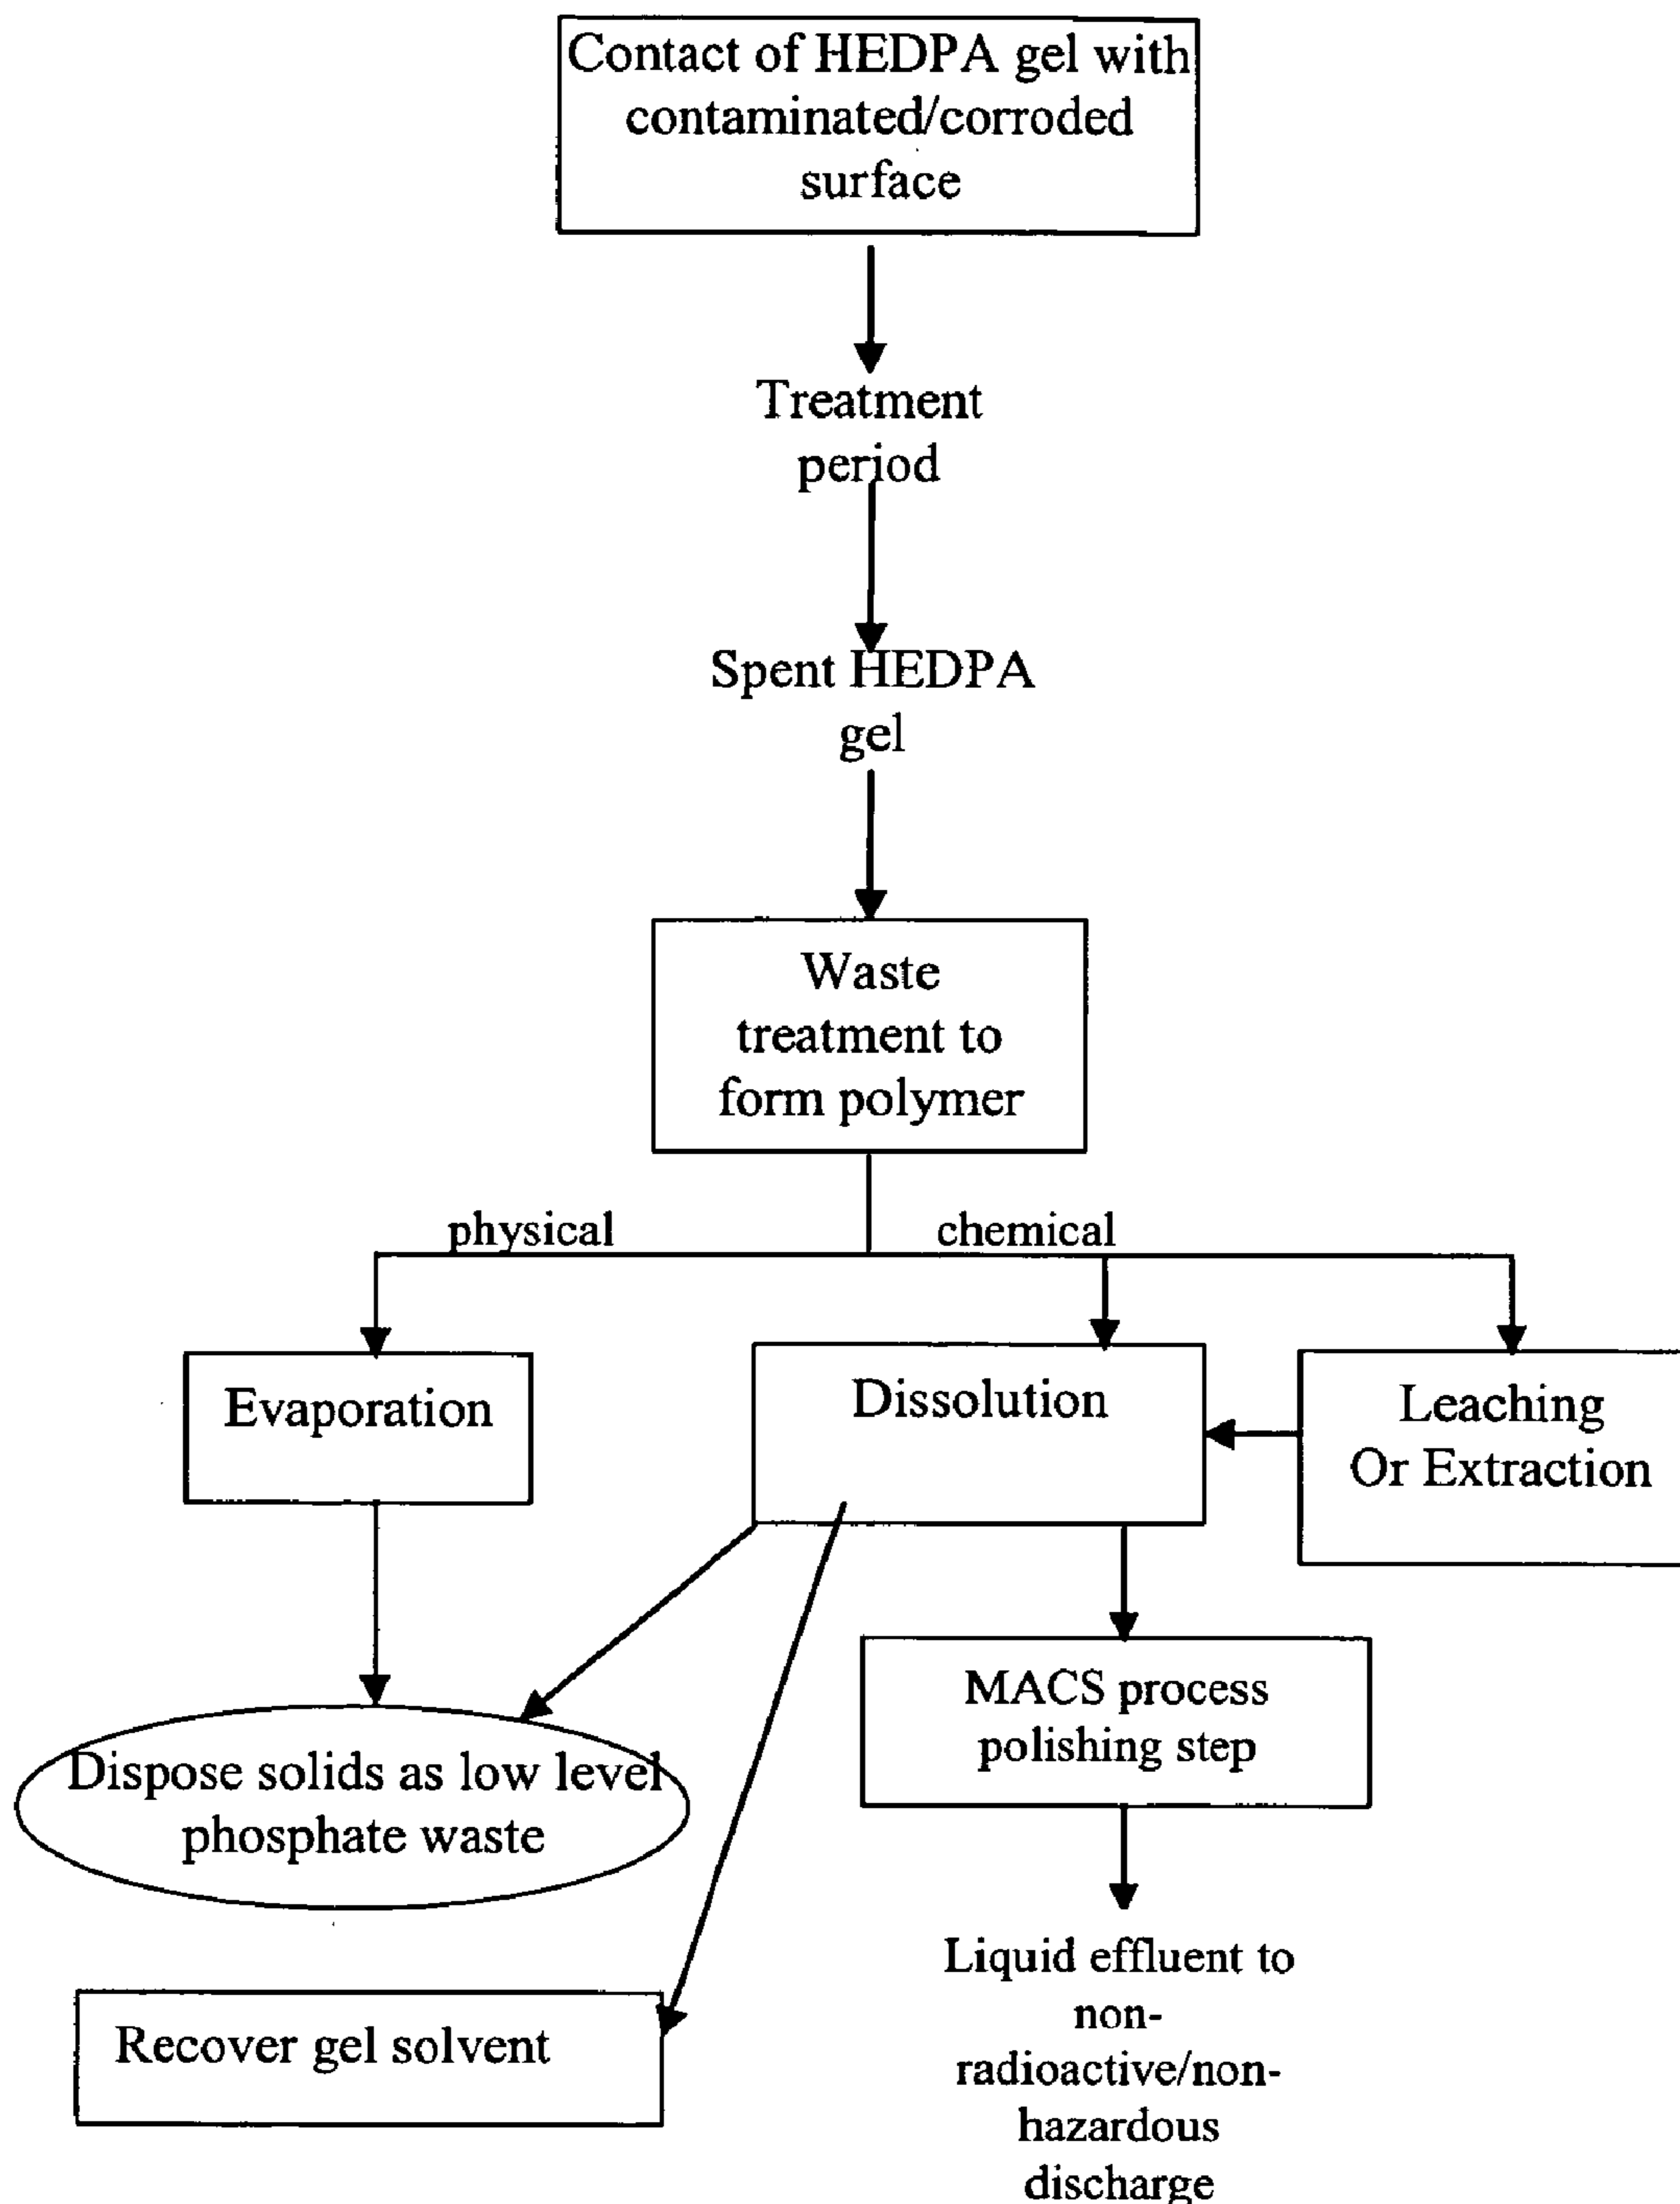 Contact of HEDPA gel with
contaminated/corroded
surface
Treatment
period
Spent HEDPA
gel
Waste
treatment to
form polymer
physical
chemical
Evaporation
Dissolution
Leaching
Or Extraction
MACS process
polishing step
Dispose solids as low level
phosphate waste
Recover gel solvent
Liquid effluent to
non-
radioactive/non-
hazardous
discharge